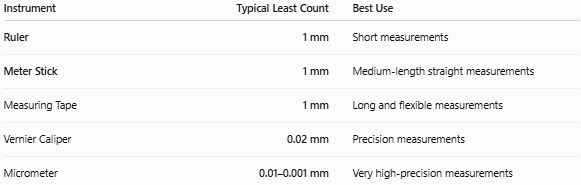 Instrument Typical Least Count Best Use
Ruler 1 mm Short measurements
Meter Stick 1 mm Medium-length straight measurements
Measuring Tape 1 mm Long and flexible measurements
Vernier Caliper 0.02 mm Precision measurements
Micrometer 0.01–0.001 mm Very high-precision measurements